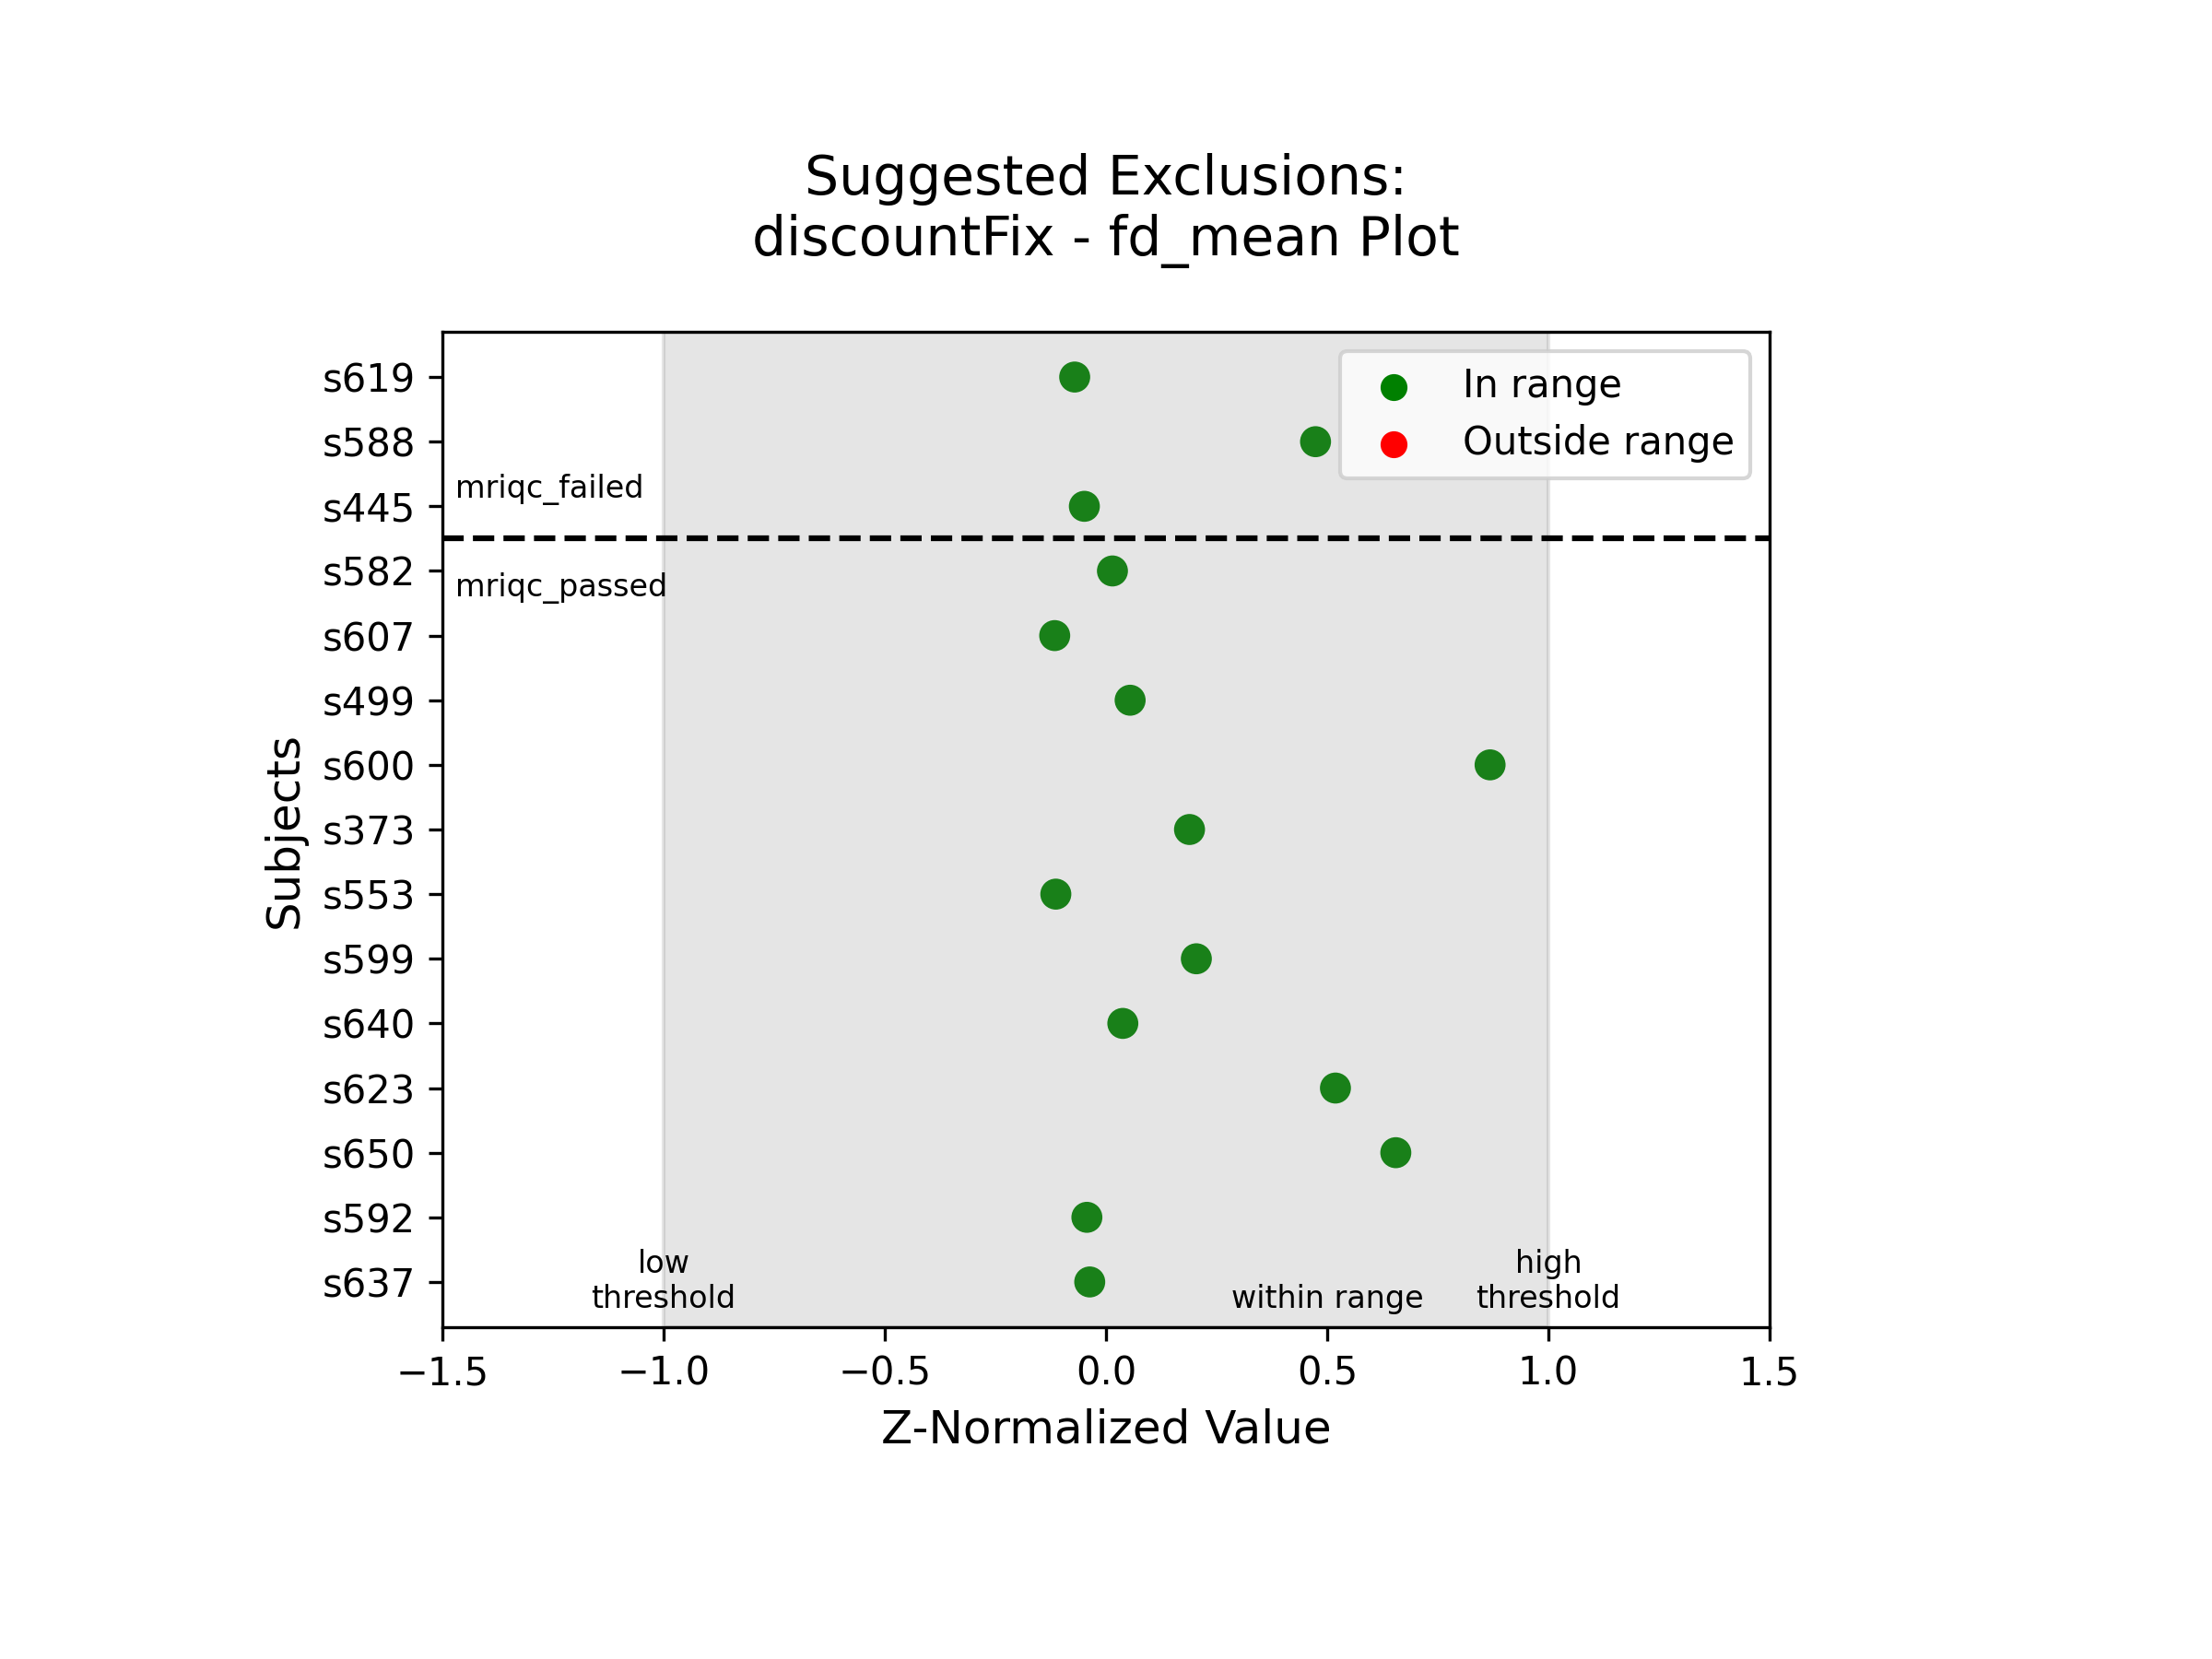 Suggested Exclusions:
discountFix - fd_mean Plot
In range
Outside range
s619
s588
mriqc_failed
s445
s582
mriqc_passed
s607
s499
s600
s373
s553
s599
s640
s623
s650
s592
s637
Subjects
low
threshold
within range
high
threshold
−1.5 −1.0 −0.5 0.0 0.5 1.0 1.5
Z-Normalized Value